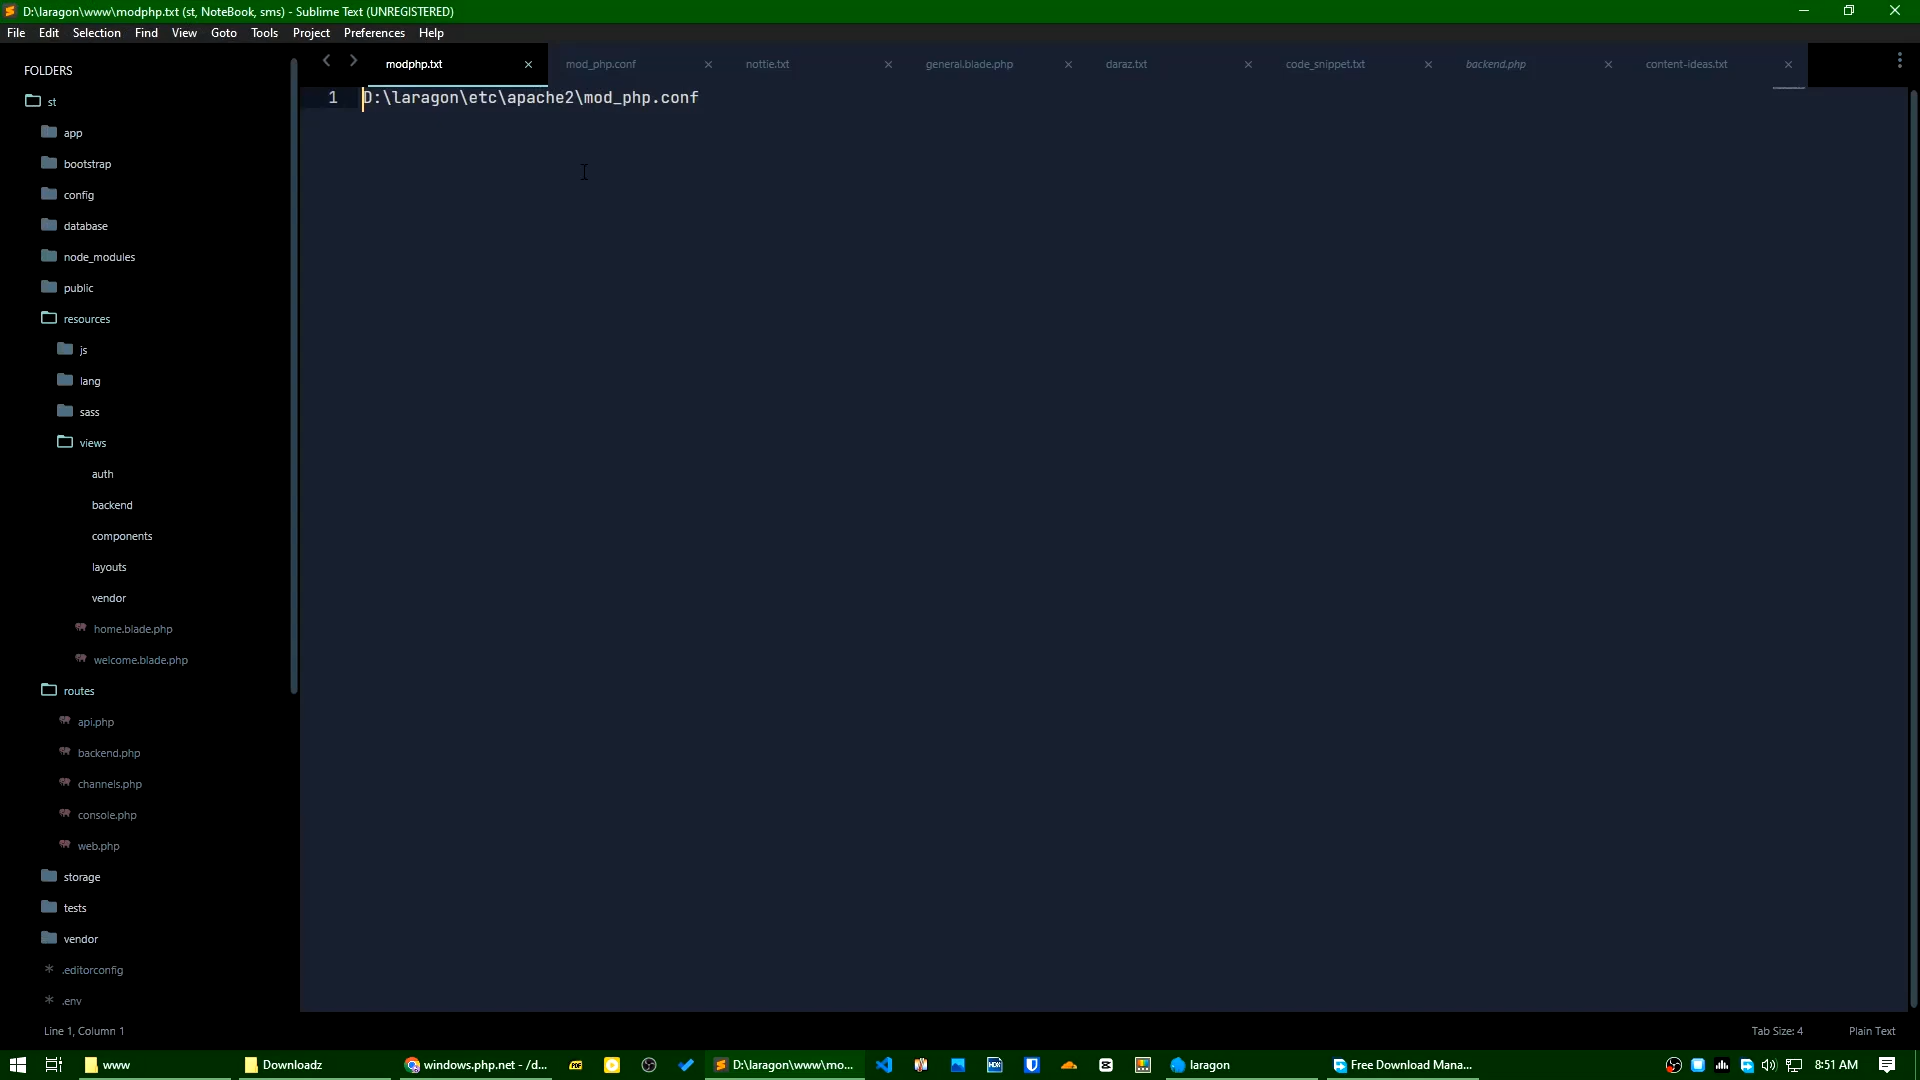 D:\laragon\www\modphp.txt (st, NoteBook, sms) - Sublime Text (UNREGISTERED)
File Edit Selection Find View Goto Tools Project Preferences Help
FOLDERS
st
app
bootstrap
config
database
node_modules
public
resources
js
lang
sass
views
auth
backend
components
layouts
vendor
home.blade.php
welcome.blade.php
routes
api.php
backend.php
channels.php
console.php
web.php
storage
tests
vendor
.editorconfig
.env
modphp.txt
mod_php.conf
nottie.txt
general.blade.php
daraz.txt
code_snippet.txt
backend.php
content-ideas.txt
1 D:\laragon\etc\apache2\mod_php.conf
Line 1, Column 1
Tab Size: 4
Plain Text
www
Downloadz
windows.php.net - /d...
D:\laragon\www\mo...
laragon
Free Download Mana...
8:51 AM